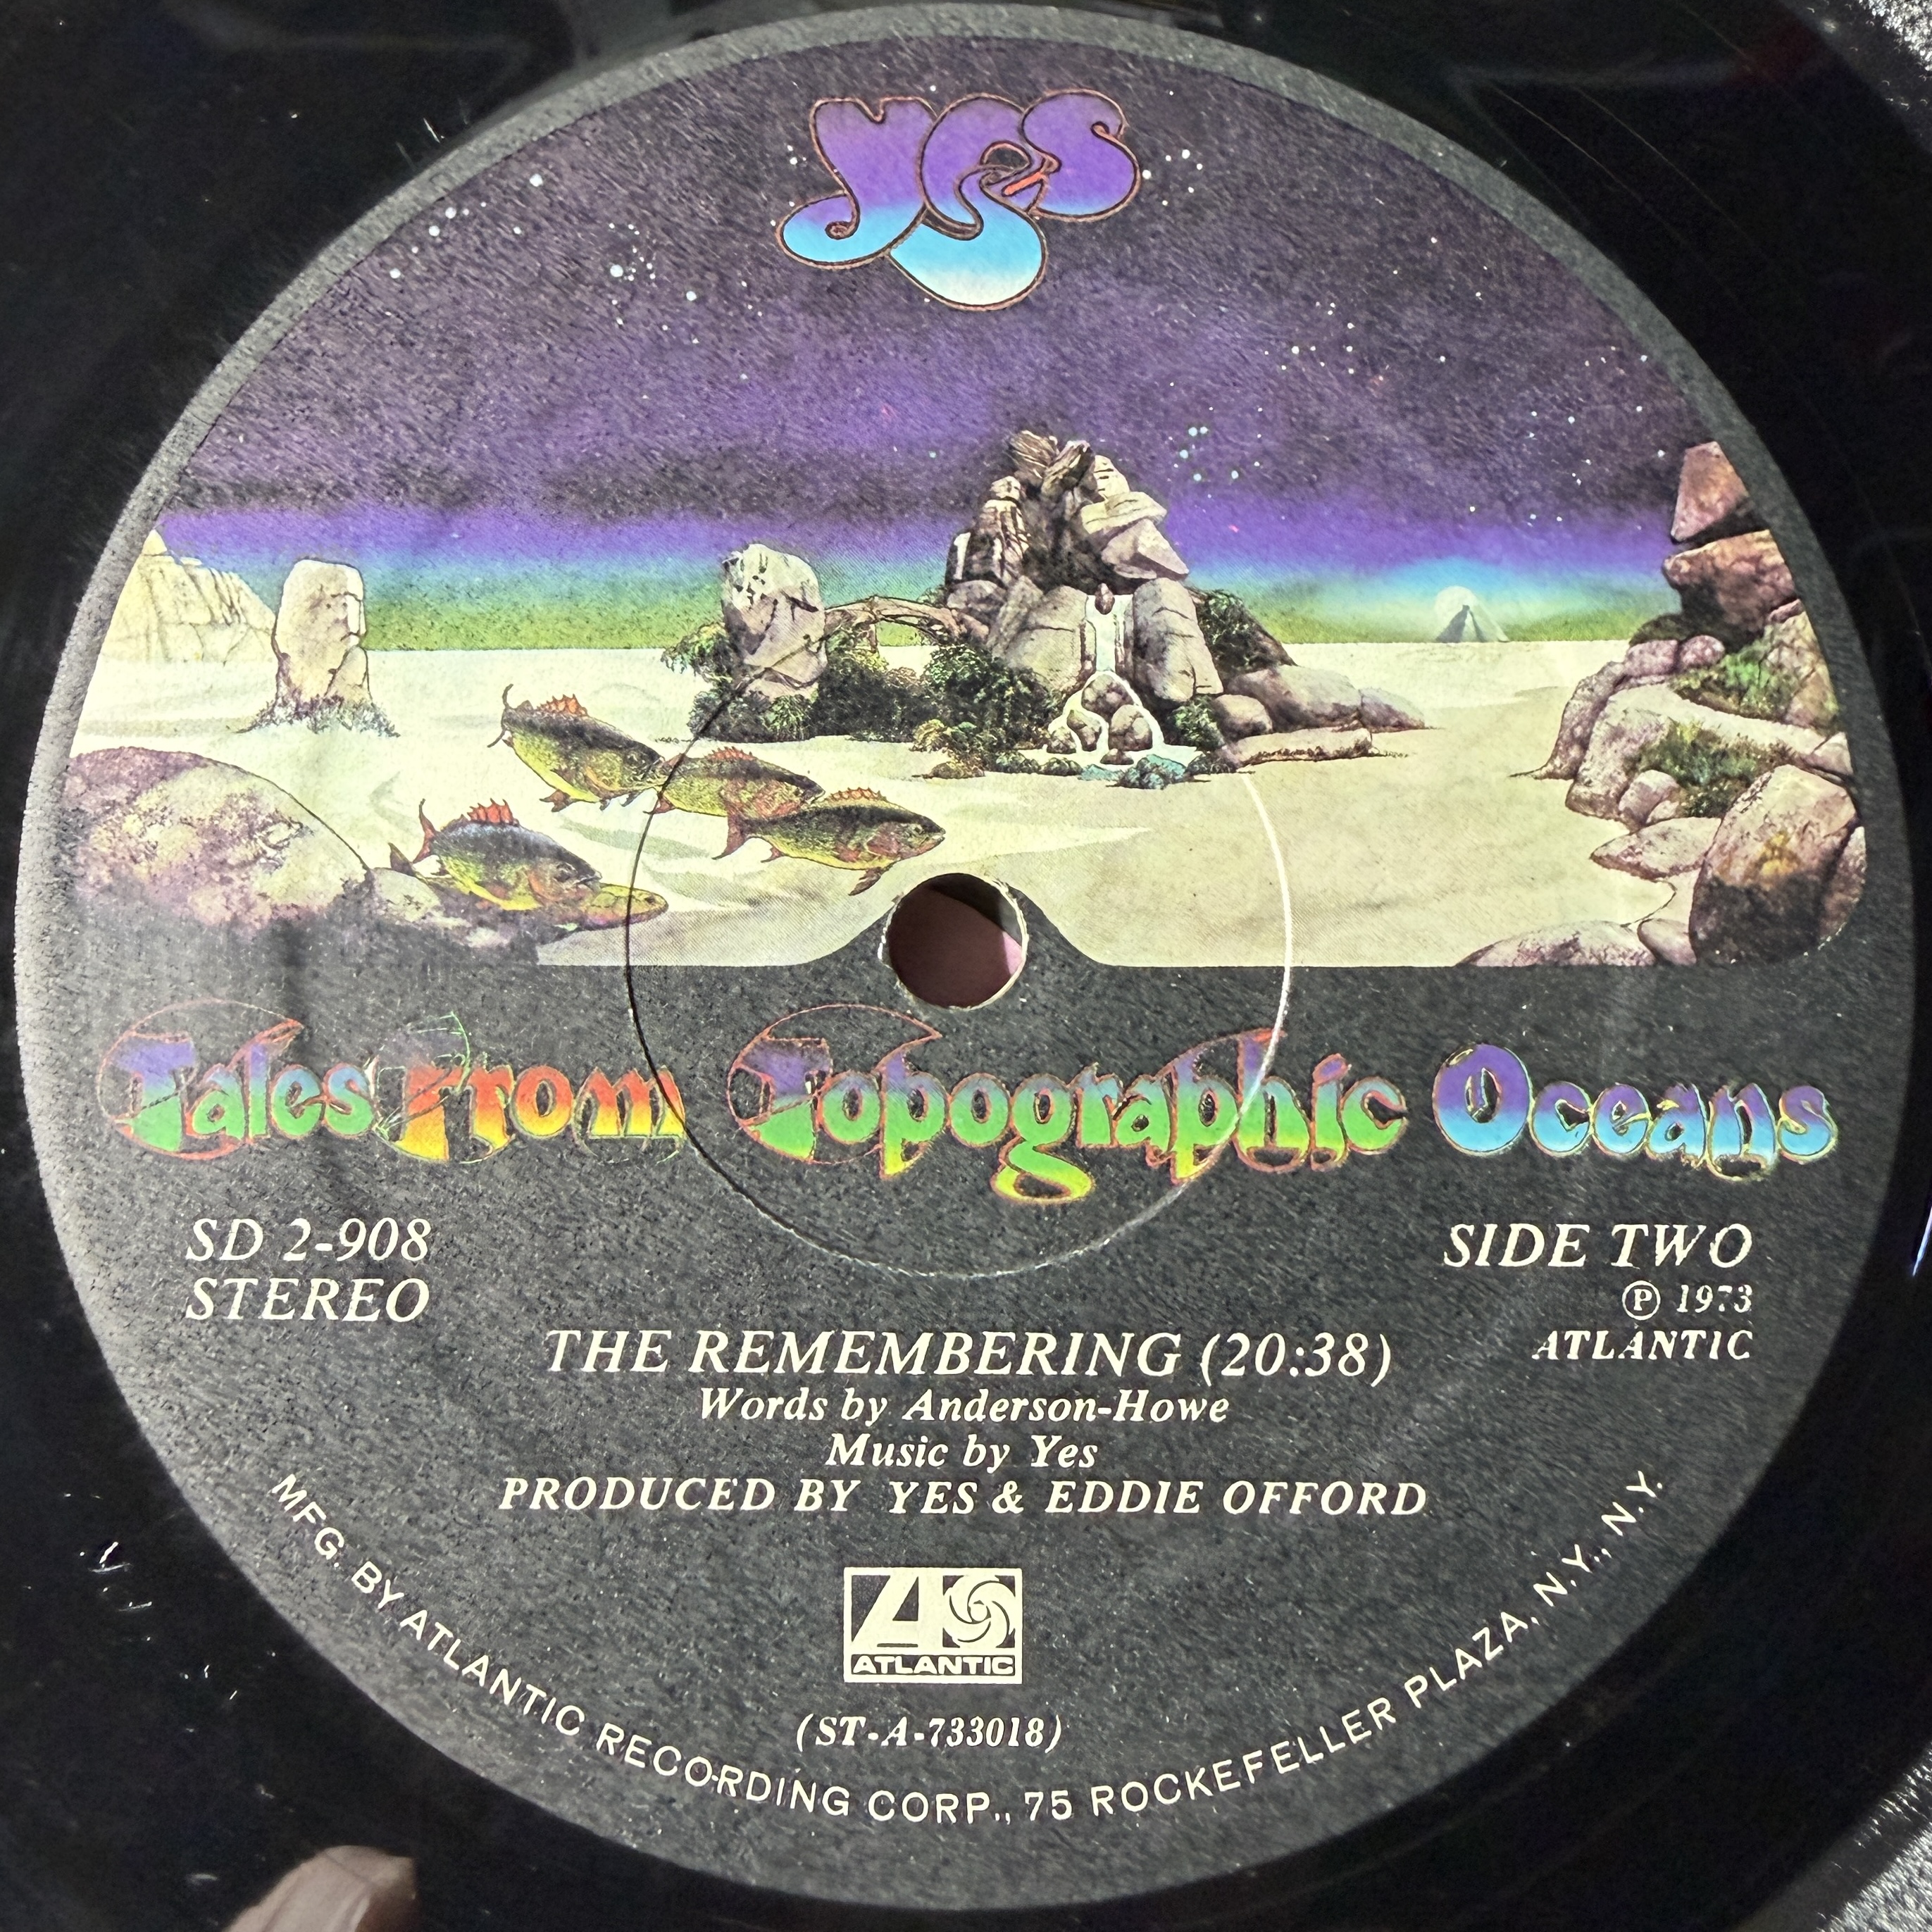 yes
Tales From Topographic Oceans
SD 2-908
STEREO
SIDE TWO
Ⓟ 1973
ATLANTIC
THE REMEMBERING (20:38)
Words by Anderson-Howe
Music by Yes
PRODUCED BY YES & EDDIE OFFORD
ATLANTIC
(ST-A-733018)
MFG. BY ATLANTIC RECORDING CORP., 75 ROCKEFELLER PLAZA, N.Y., N.Y.